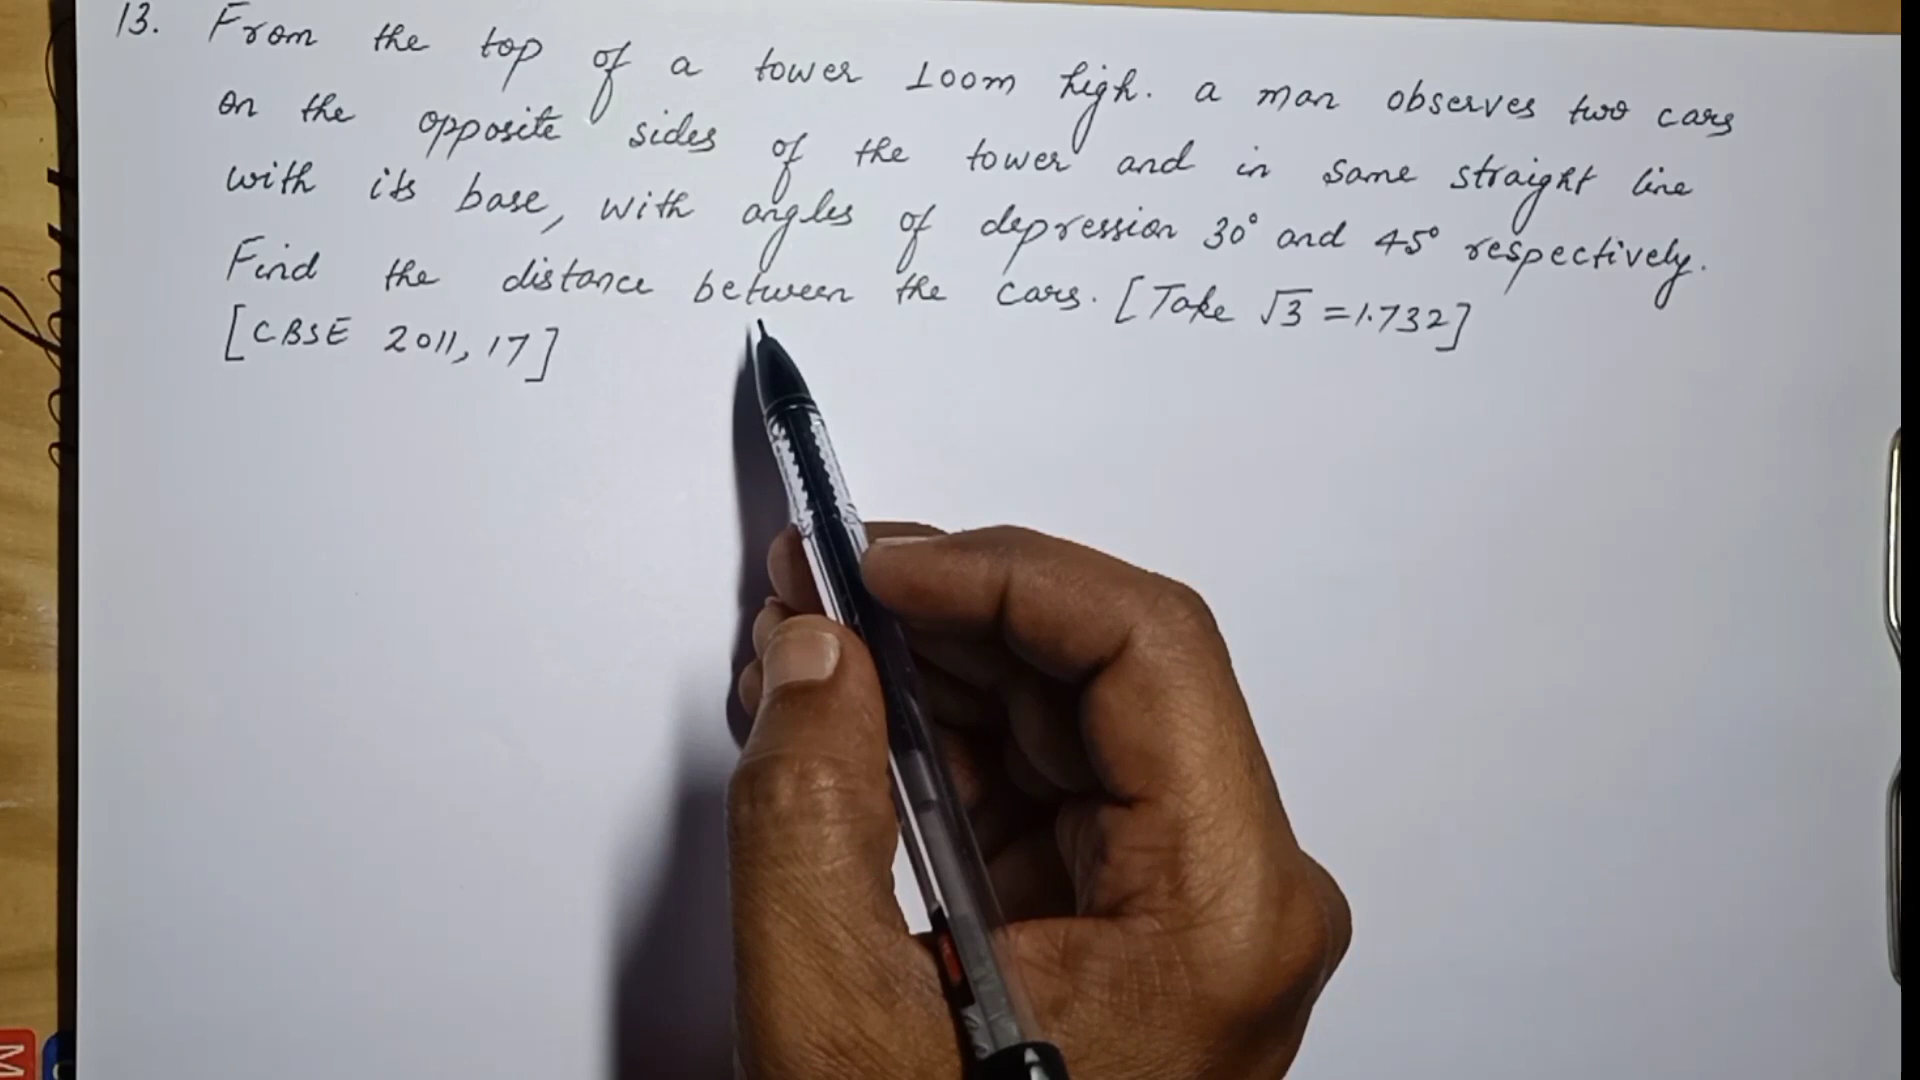 13. From the top of a tower 100m high. a man observes two cars
on the opposite sides of the tower and in same straight line
with its base, with angles of depression 30° and 45° respectively.
Find the distance between the cars. [Take √3 = 1.732]
[CBSE 2011, 17]
M